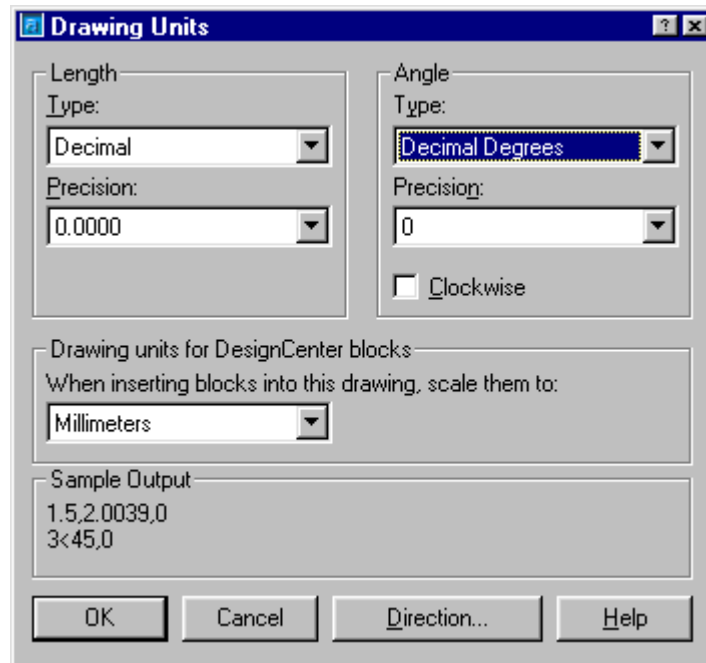 Drawing Units
Length
Type:
Decimal
Precision:
0.0000
Angle
Type:
Decimal Degrees
Precision:
0
Clockwise
Drawing units for DesignCenter blocks
When inserting blocks into this drawing, scale them to:
Millimeters
Sample Output
1.5,2.0039,0
3<45,0
OK Cancel Direction... Help